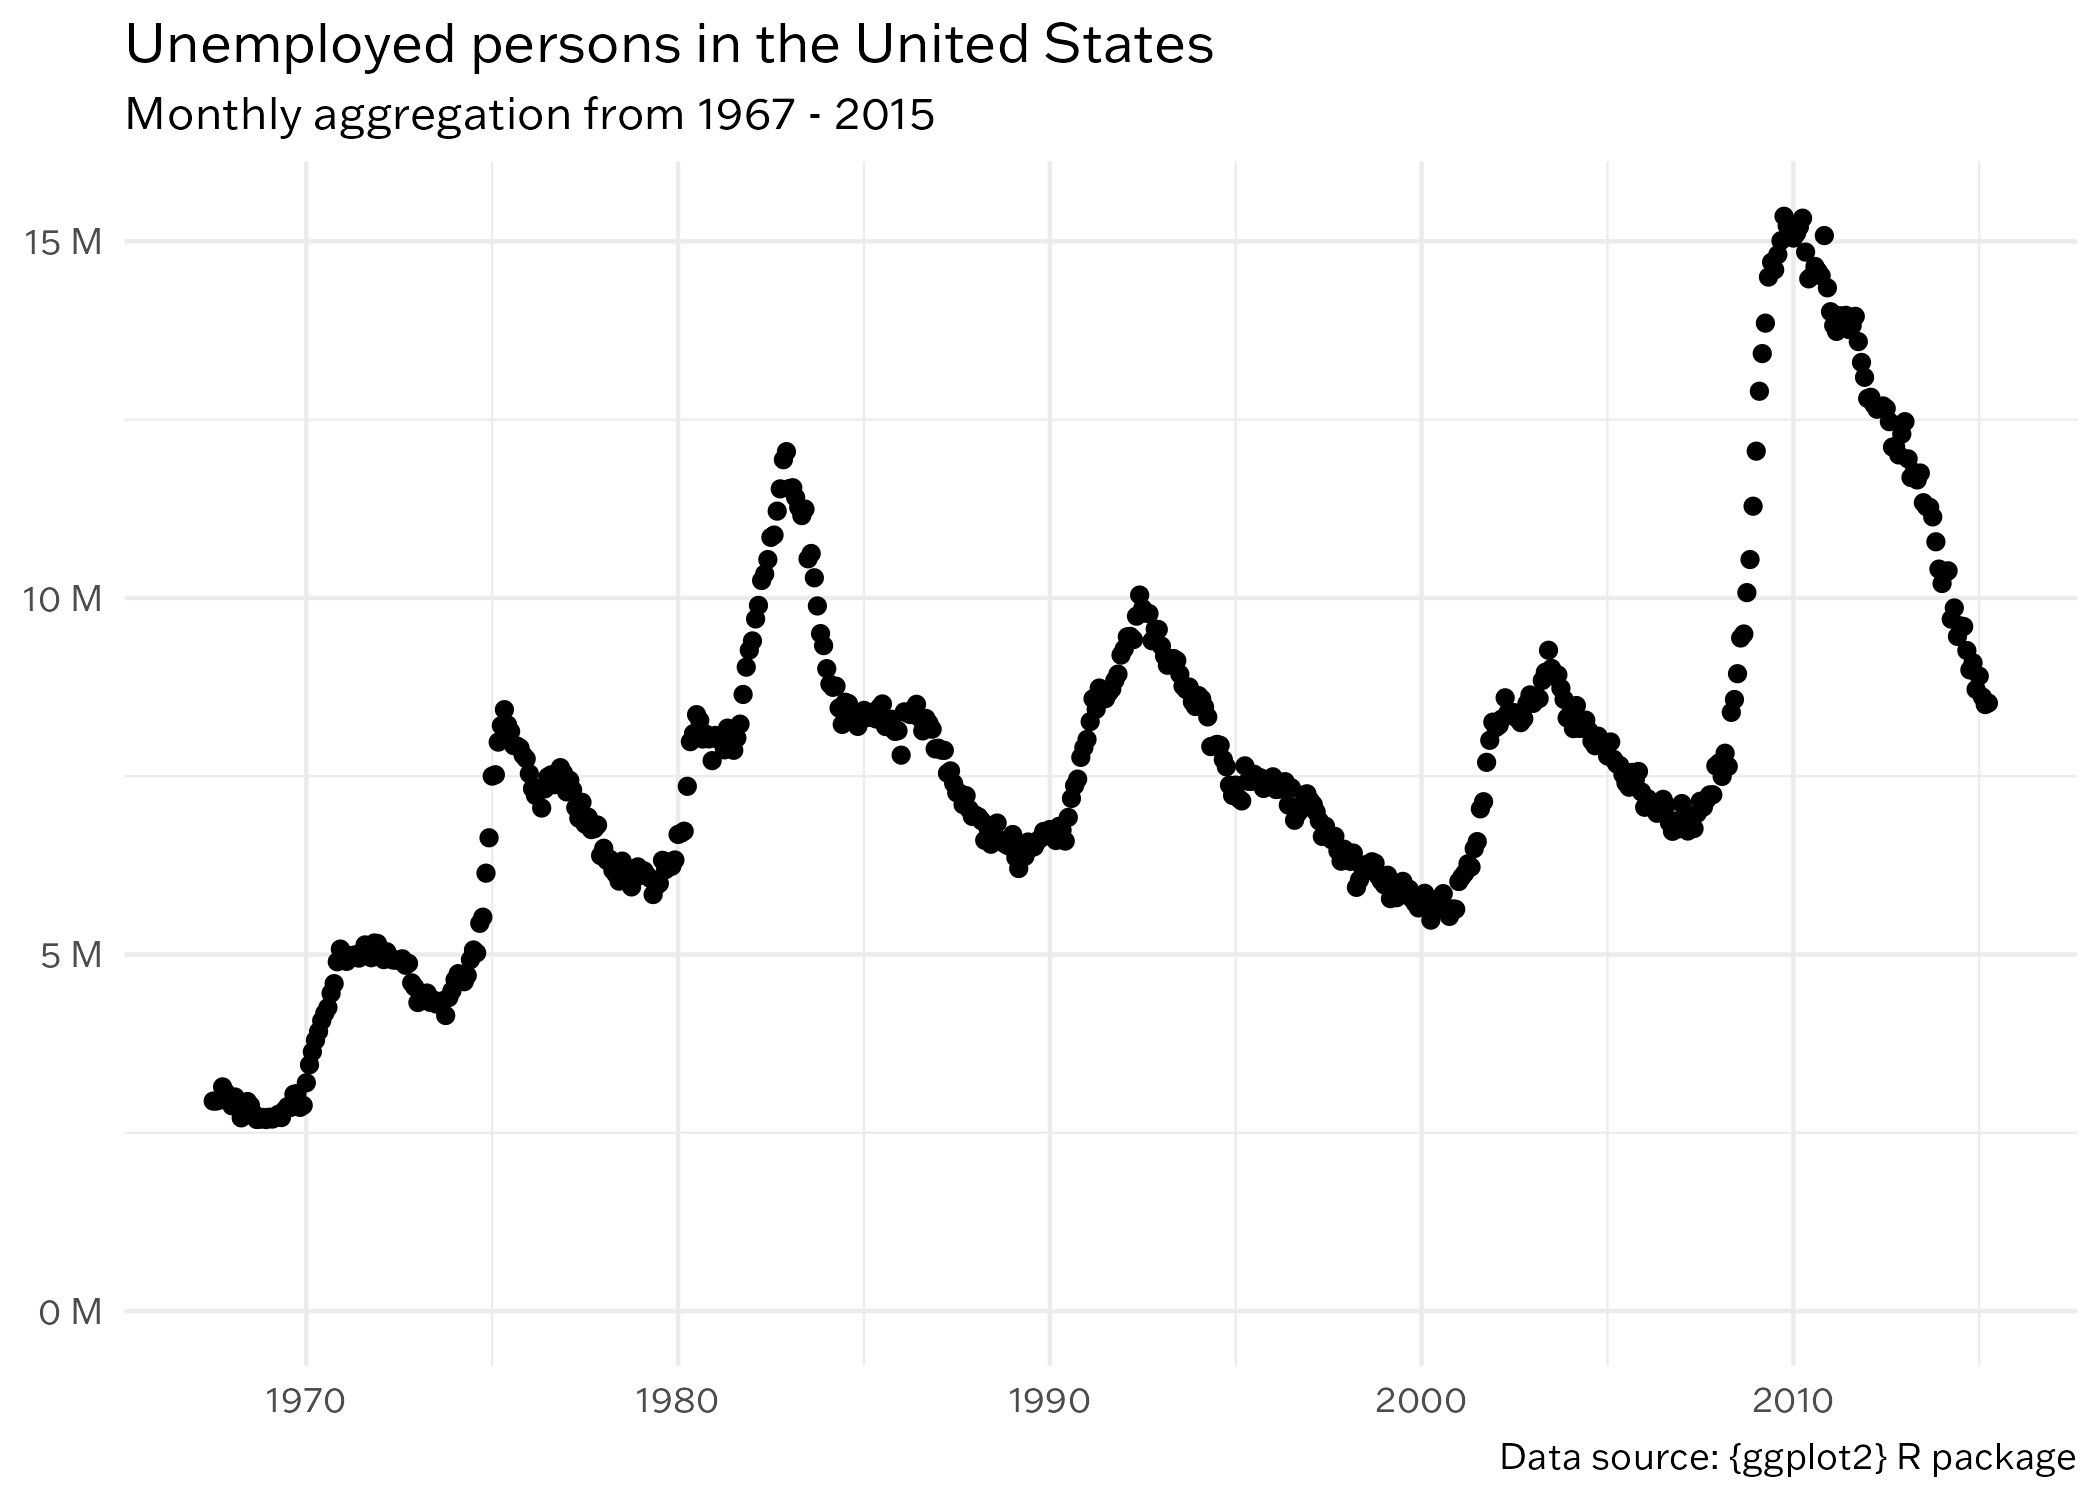 Unemployed persons in the United States
Monthly aggregation from 1967 - 2015
15 M
10 M
5 M
0 M
1970 1980 1990 2000 2010
Data source: {ggplot2} R package